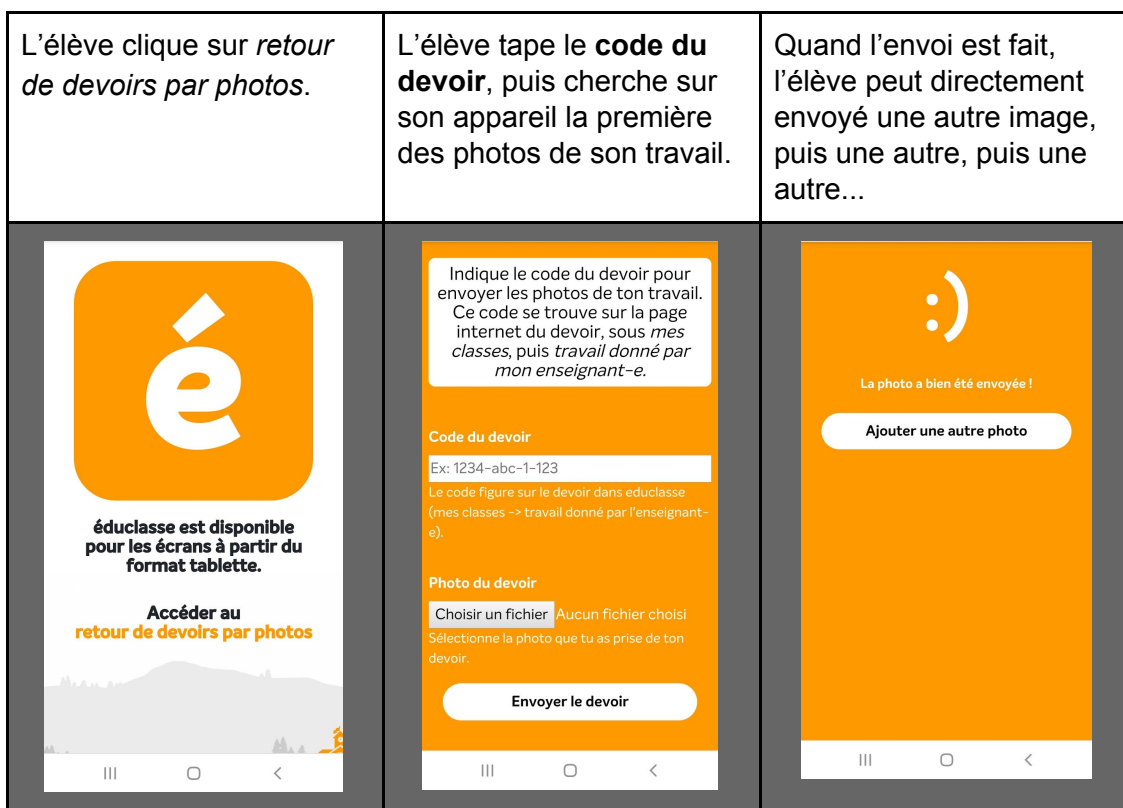 L'élève clique sur retour
de devoirs par photos.
L'élève tape le code du
devoir, puis cherche sur
son appareil la première
des photos de son travail.
Quand l'envoi est fait,
l'élève peut directement
envoyé une autre image,
puis une autre, puis une
autre...
é
éduclasse est disponible
pour les écrans à partir du
format tablette.
Accéder au
retour de devoirs par photos
Indique le code du devoir pour
envoyer les photos de ton travail.
Ce code se trouve sur la page
internet du devoir, sous mes
classes, puis travail donné par
mon enseignant-e.
Code du devoir
Ex: 1234-abc-1-123
Le code figure sur le devoir dans educlasse
(mes classes -> travail donné par l'enseignant-
e).
Photo du devoir
Choisir un fichier Aucun fichier choisi
Sélectionne la photo que tu as prise de ton
devoir.
Envoyer le devoir
:)
La photo a bien été envoyée !
Ajouter une autre photo